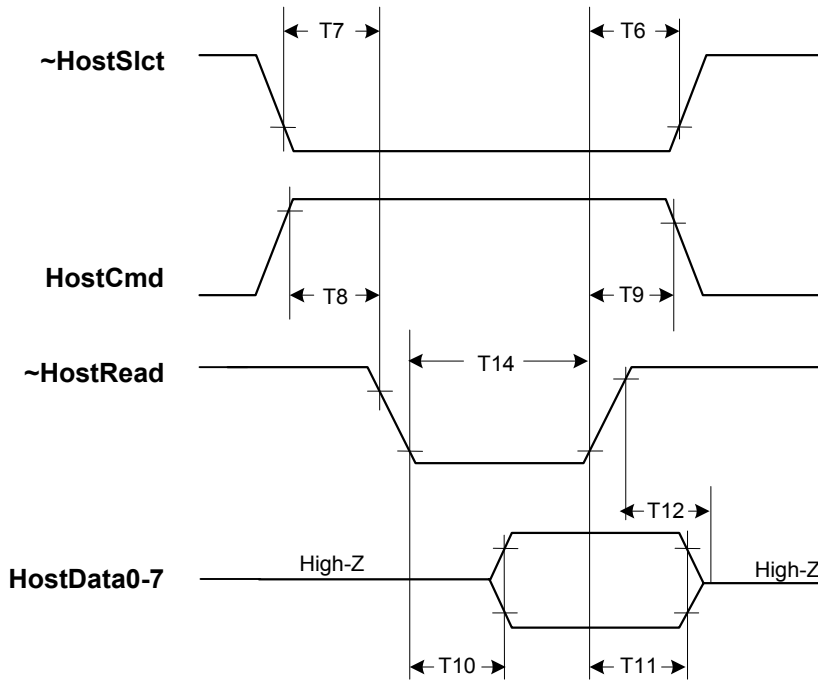 T7
T6
~HostSlct
HostCmd
T8
T9
~HostRead
T14
T12
High-Z
High-Z
HostData0-7
T10
T11